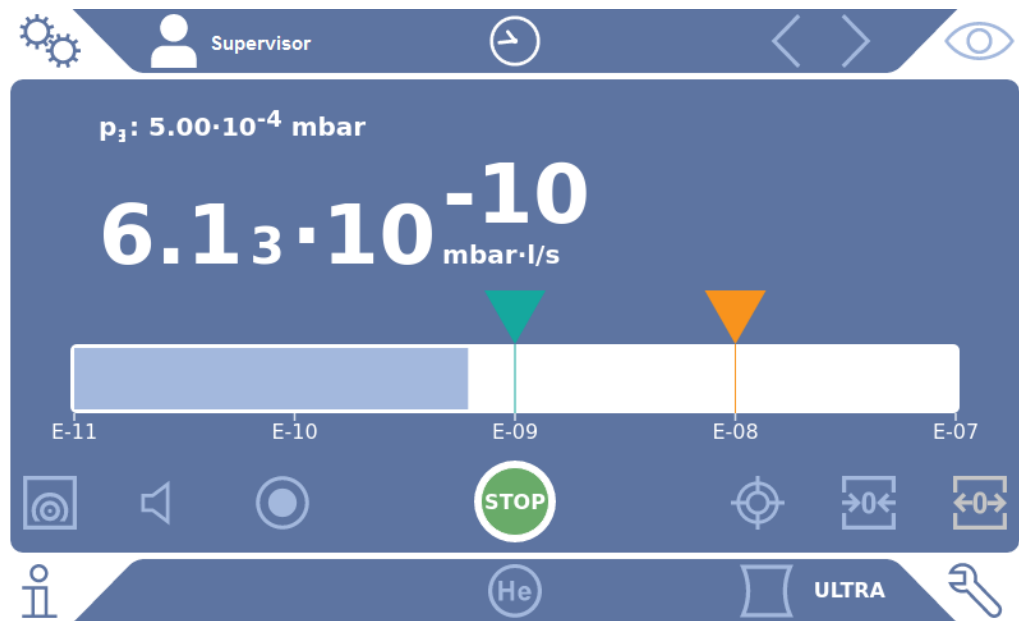 Supervisor
p₃: 5.00·10⁻⁴ mbar
6.13·10⁻¹⁰ mbar·l/s
E-11 E-10 E-09 E-08 E-07
STOP →0← ←0→
He ULTRA